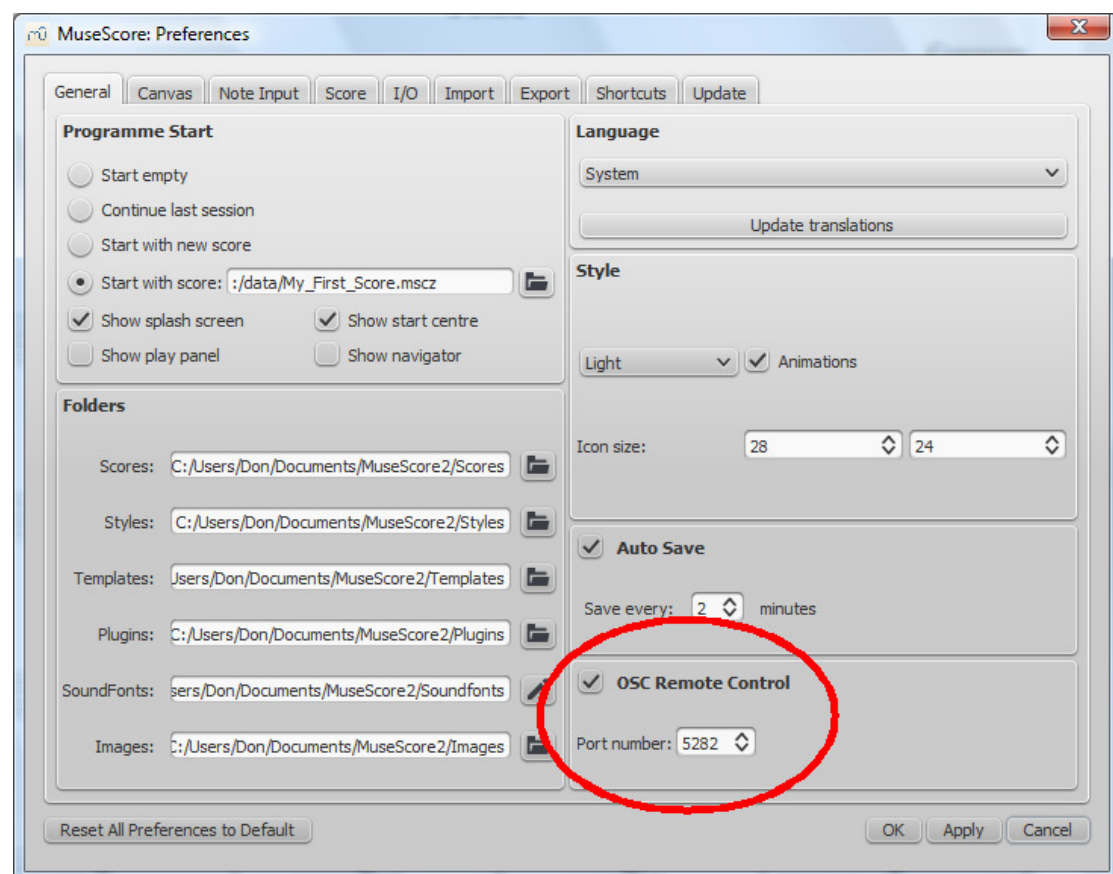 MuseScore: Preferences
General Canvas Note Input Score I/O Import Export Shortcuts Update
Programme Start
Start empty
Continue last session
Start with new score
Start with score: :/data/My_First_Score.mscz
Show splash screen Show start centre
Show play panel Show navigator
Folders
Scores: C:/Users/Don/Documents/MuseScore2/Scores
Styles: C:/Users/Don/Documents/MuseScore2/Styles
Templates: Users/Don/Documents/MuseScore2/Templates
Plugins: C:/Users/Don/Documents/MuseScore2/Plugins
SoundFonts: sers/Don/Documents/MuseScore2/Soundfonts
Images: C:/Users/Don/Documents/MuseScore2/Images
Language
System
Update translations
Style
Light Animations
Icon size: 28 24
Auto Save
Save every: 2 minutes
OSC Remote Control
Port number: 5282
Reset All Preferences to Default OK Apply Cancel